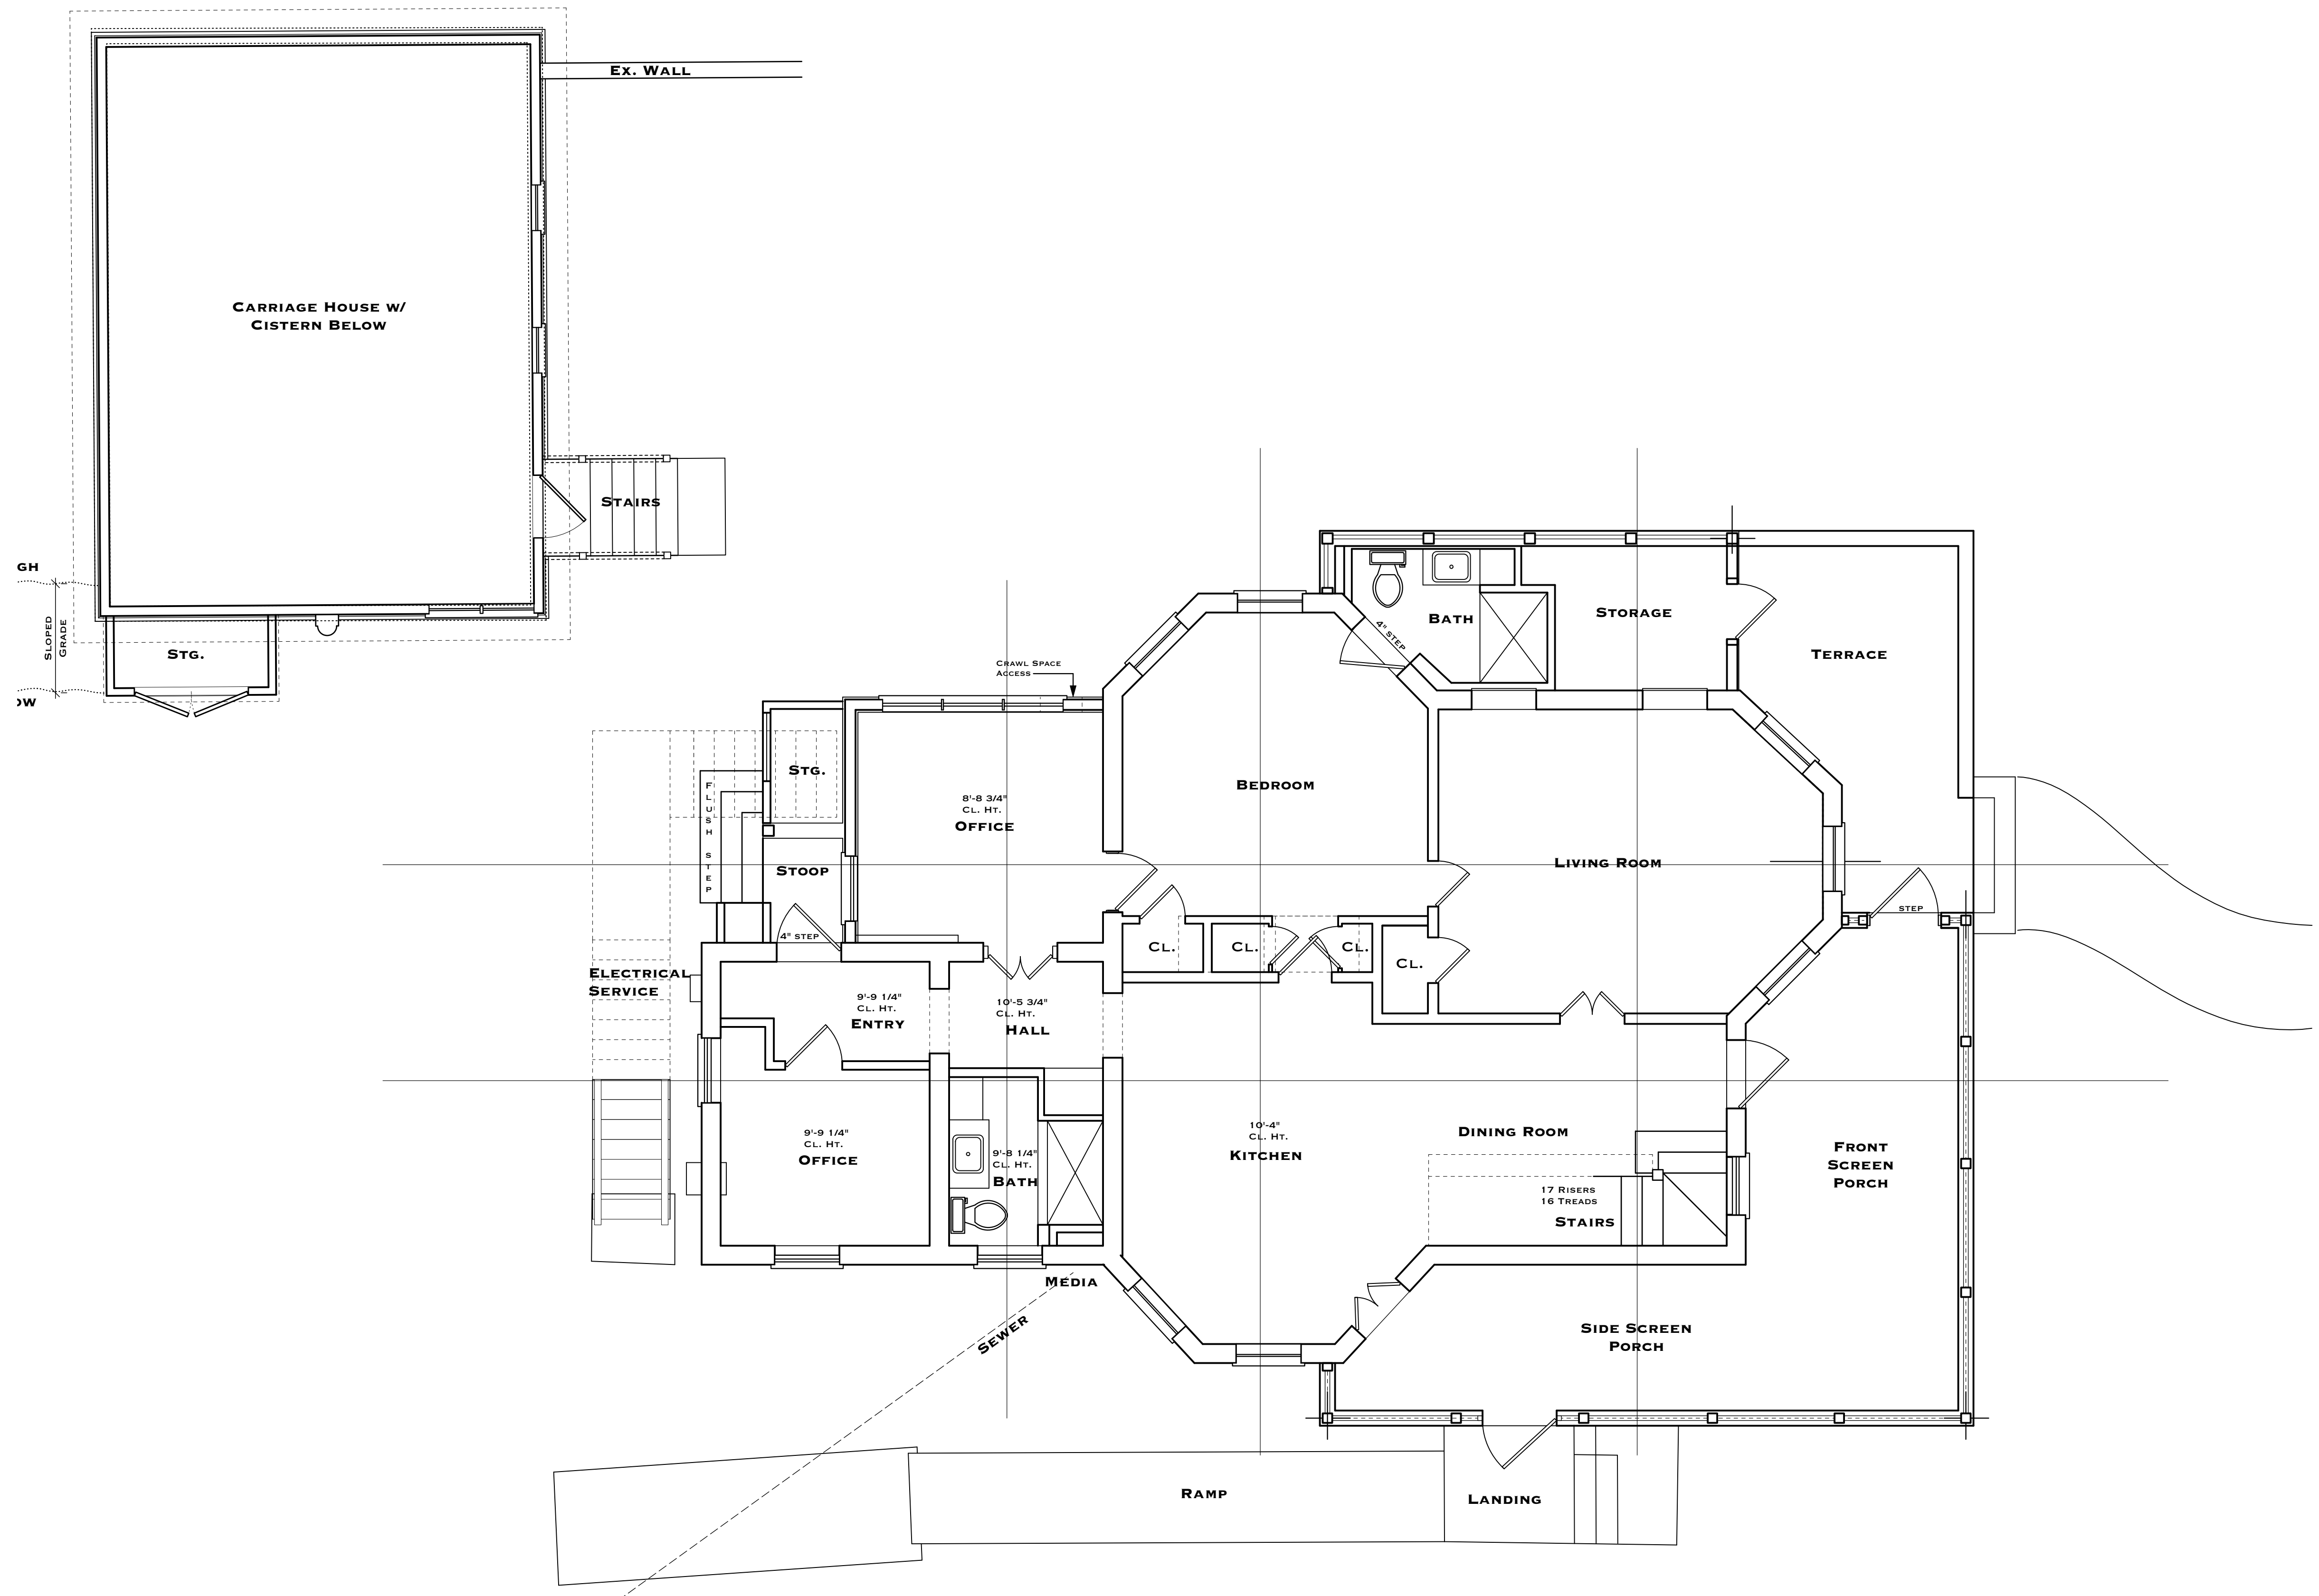 Ex. Wall
Carriage House w/
Cistern Below
Stairs
GH
Sloped
Grade
Stg.
OW
Bath
4" step
Storage
Terrace
Crawl Space
Access
Stg.
Flush Step
8'-8 3/4"
Cl. Ht.
Office
Bedroom
Living Room
Stoop
4" step
step
Cl.
Cl.
Cl.
Cl.
Electrical
Service
9'-9 1/4"
Cl. Ht.
Entry
10'-5 3/4"
Cl. Ht.
Hall
9'-9 1/4"
Cl. Ht.
Office
9'-8 1/4"
Cl. Ht.
Bath
10'-4"
Cl. Ht.
Kitchen
Dining Room
Front
Screen
Porch
17 Risers
16 Treads
Stairs
Media
Sewer
Side Screen
Porch
Ramp
Landing